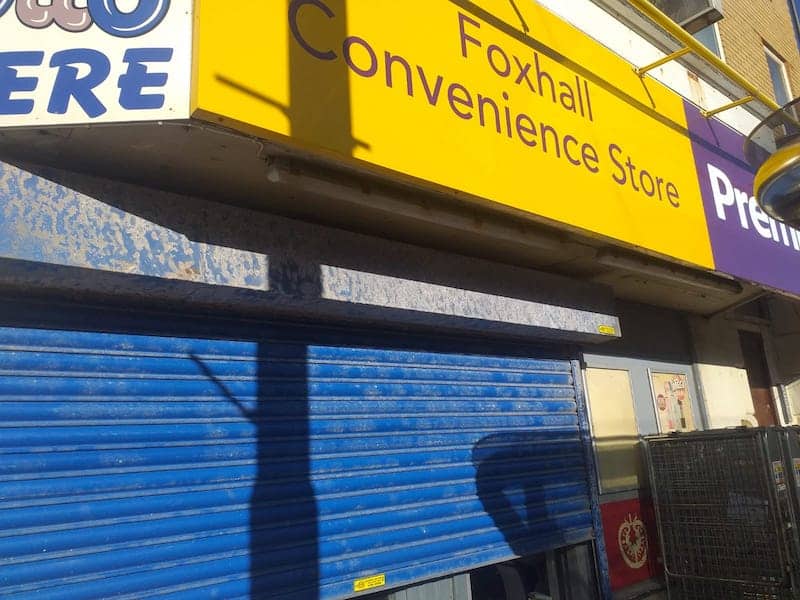 ERE
Foxhall
Convenience Store
Prem